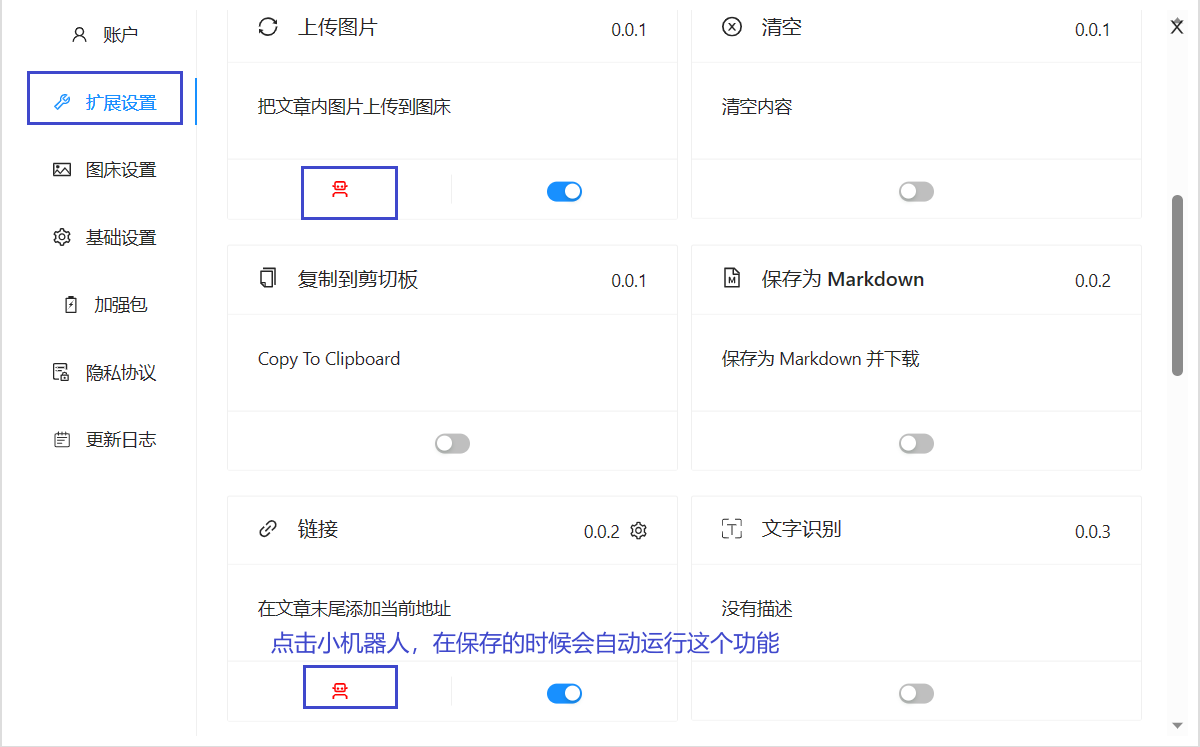 账户
扩展设置
图床设置
基础设置
加强包
隐私协议
更新日志
上传图片 0.0.1
把文章内图片上传到图床
清空 0.0.1
清空内容
复制到剪切板 0.0.1
Copy To Clipboard
保存为 Markdown 0.0.2
保存为 Markdown 并下载
链接 0.0.2
在文章末尾添加当前地址
点击小机器人，在保存的时候会自动运行这个功能
文字识别 0.0.3
没有描述